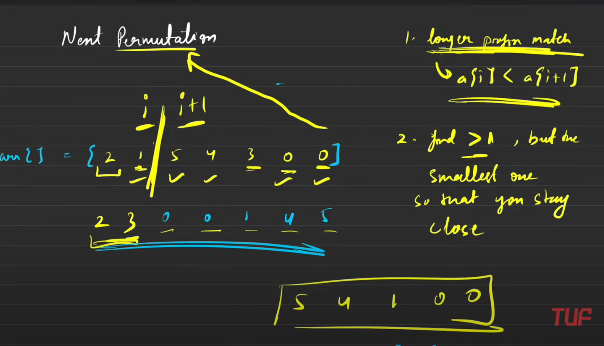 Next Permutation
1. longer prefix match
a[i] < a[i+1]
i i+1
arr[] = { 2 1 5 4 3 0 0 ]
2 3 0 0 1 4 5
2. find > 1, but the
smallest one
so that you stay
close
5 4 1 0 0
TUF